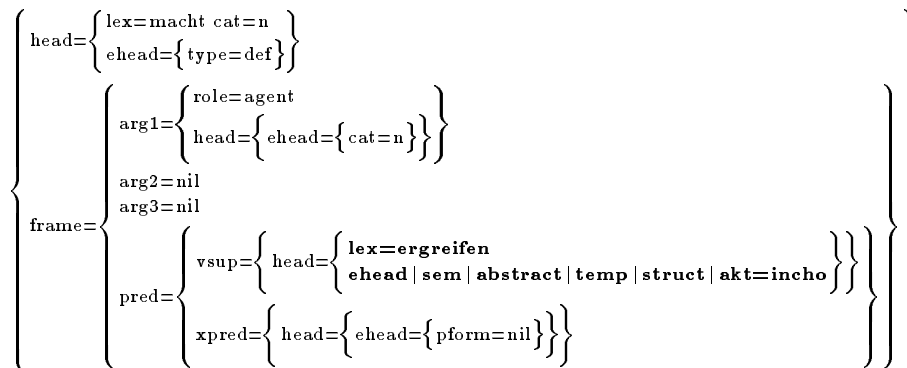 head={lex=macht cat=n
ehead={type=def}}
frame={
arg1={role=agent
head={ehead={cat=n}}}
arg2=nil
arg3=nil
pred={
vsup={head={lex=ergreifen
ehead|sem|abstract|temp|struct|akt=incho}}
xpred={head={ehead={pform=nil}}}}}